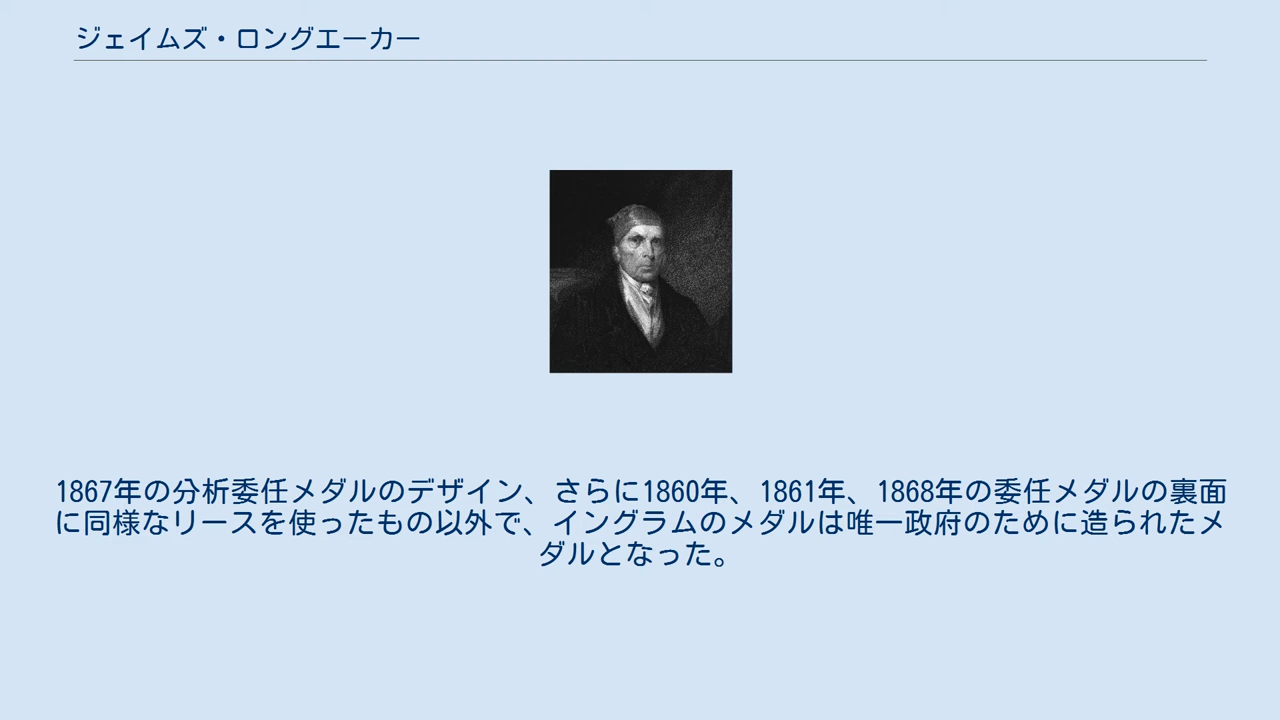 ジェイムズ・ロングエーカー
1867年の分析委任メダルのデザイン、さらに1860年、1861年、1868年の委任メダルの裏面
に同様なリースを使ったもの以外で、イングラムのメダルは唯一政府のために造られたメ
ダルとなった。